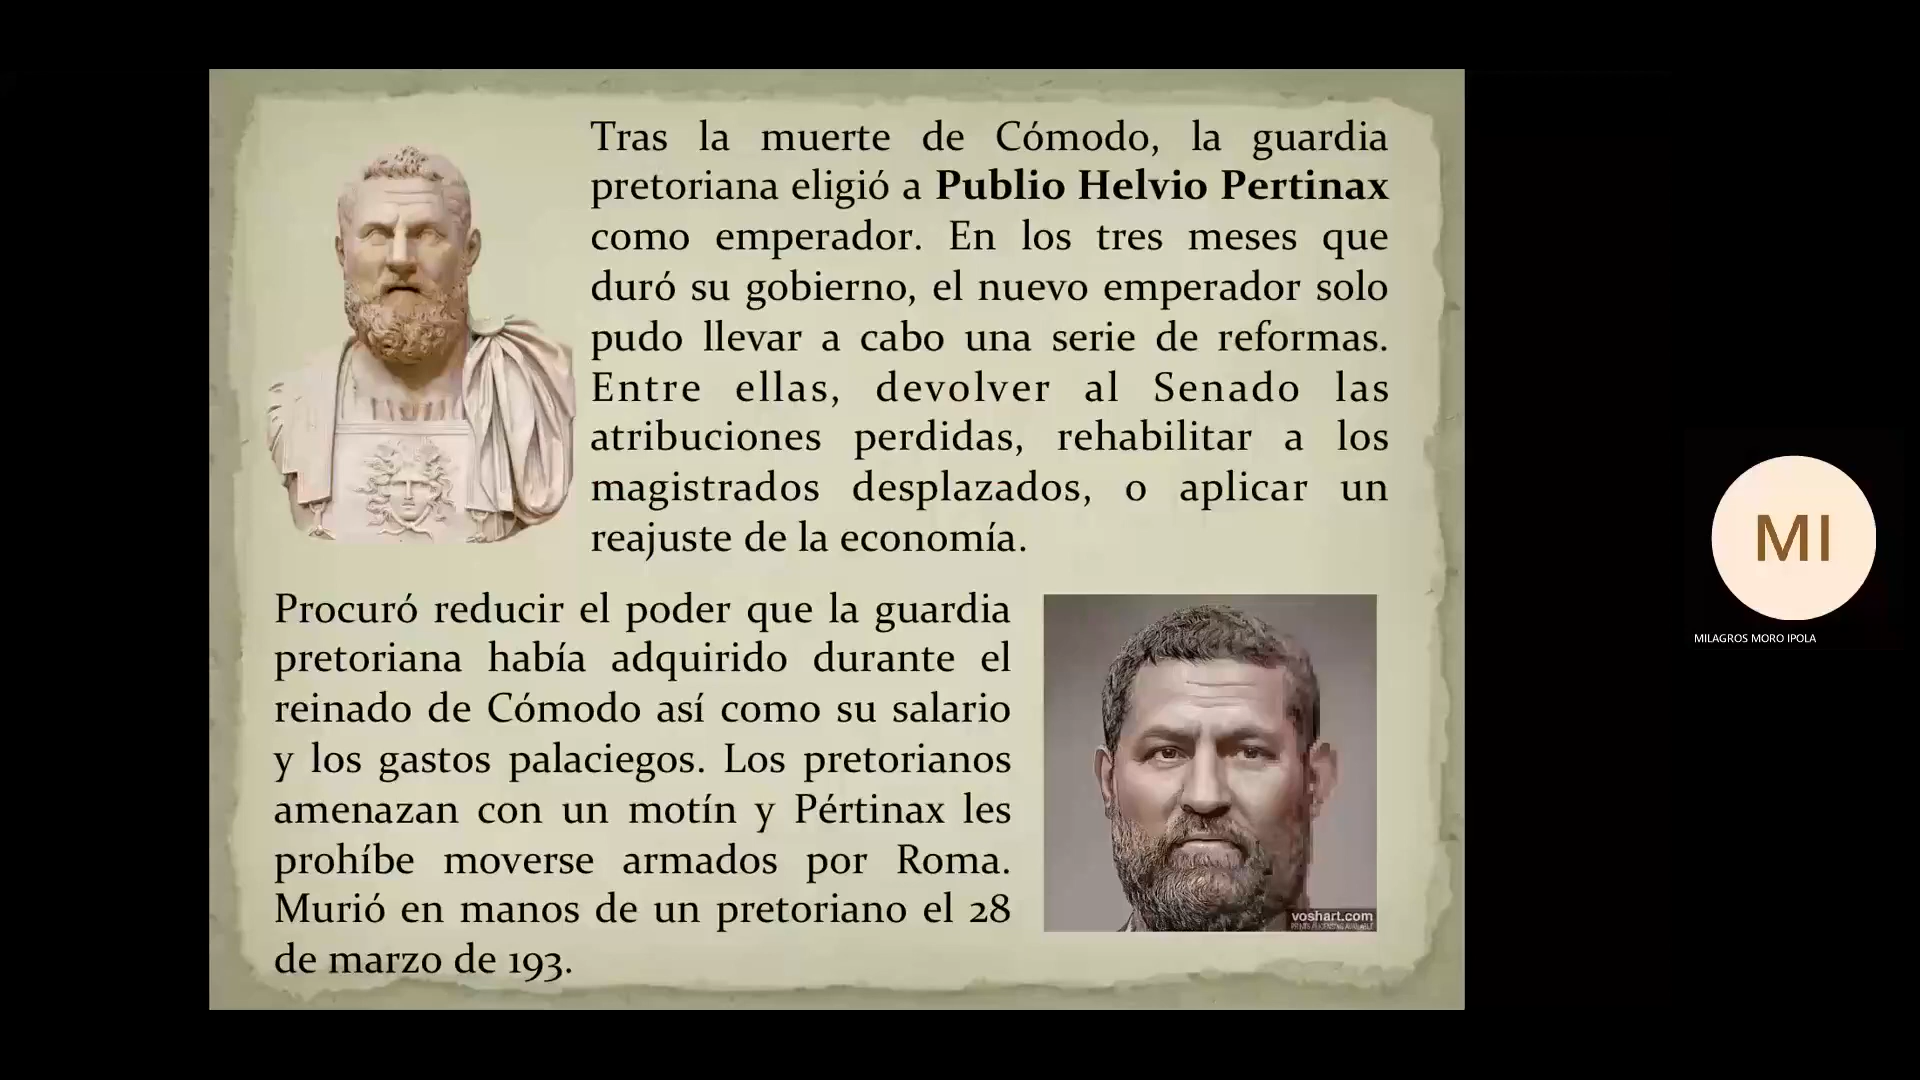 Tras la muerte de Cómodo, la guardia
pretoriana eligió a Publio Helvio Pertinax
como emperador. En los tres meses que
duró su gobierno, el nuevo emperador solo
pudo llevar a cabo una serie de reformas.
Entre ellas, devolver al Senado las
atribuciones perdidas, rehabilitar a los
magistrados desplazados, o aplicar un
reajuste de la economía.
Procuró reducir el poder que la guardia
pretoriana había adquirido durante el
reinado de Cómodo así como su salario
y los gastos palaciegos. Los pretorianos
amenazan con un motín y Pértinax les
prohíbe moverse armados por Roma.
Murió en manos de un pretoriano el 28
de marzo de 193.
voshart.com
MI
MILAGROS MORO IPOLA